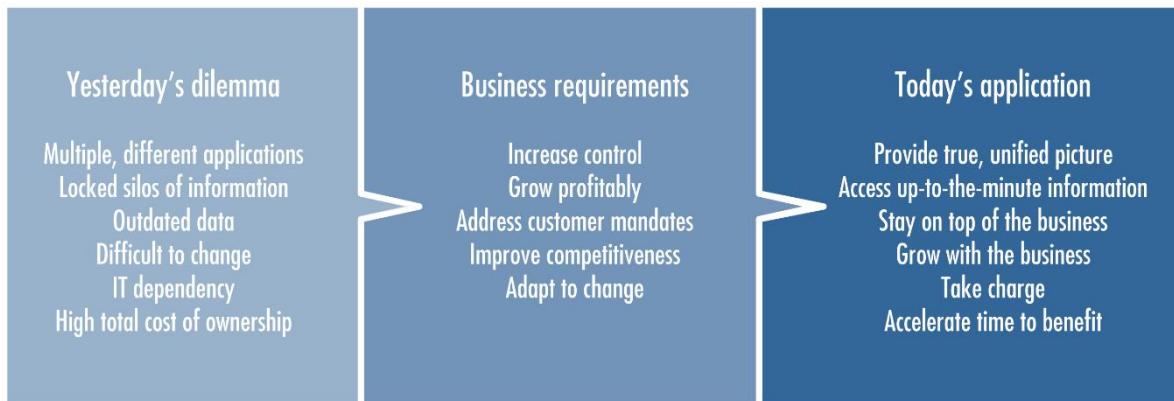 Yesterday’s dilemma
Multiple, different applications
Locked silos of information
Outdated data
Difficult to change
IT dependency
High total cost of ownership
Business requirements
Increase control
Grow profitably
Address customer mandates
Improve competitiveness
Adapt to change
Today’s application
Provide true, unified picture
Access up-to-the-minute information
Stay on top of the business
Grow with the business
Take charge
Accelerate time to benefit